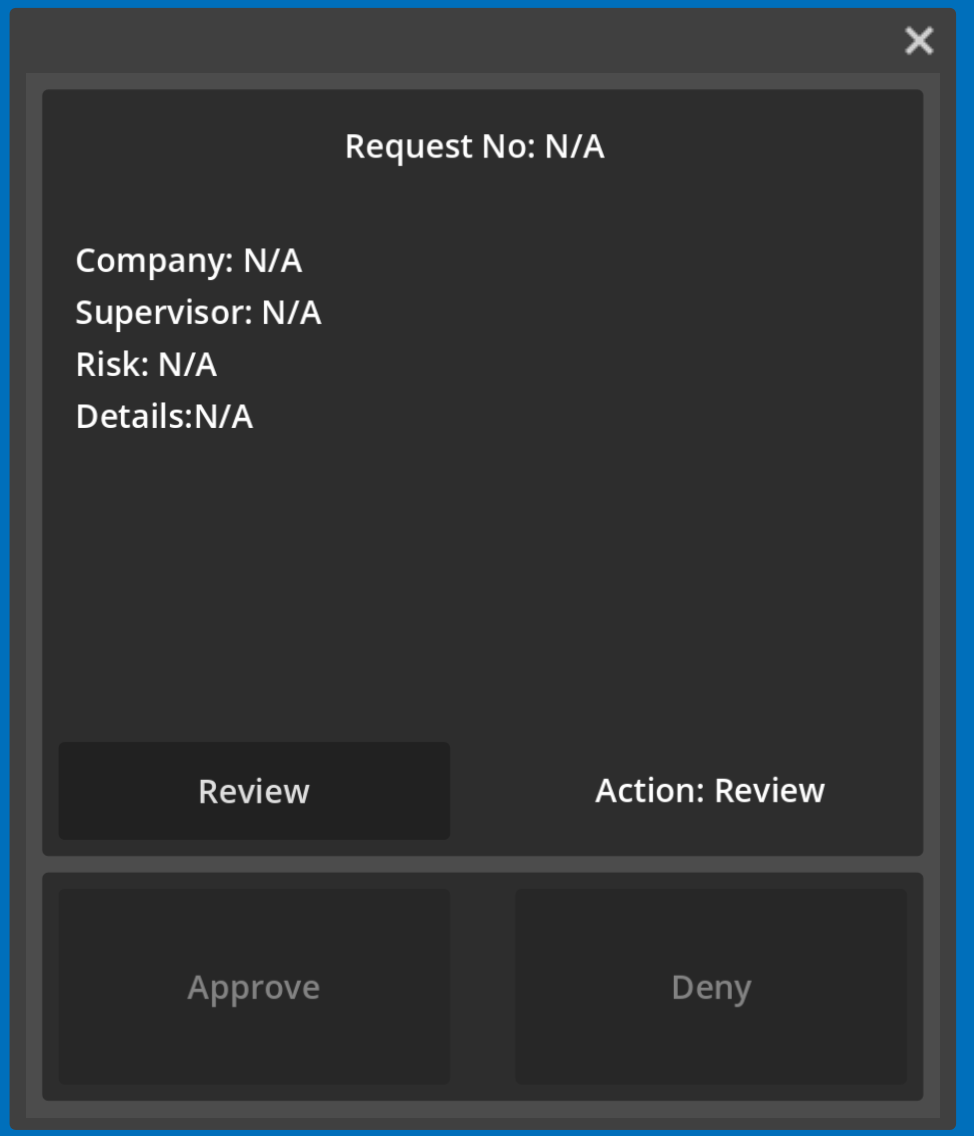 Request No: N/A
Company: N/A
Supervisor: N/A
Risk: N/A
Details:N/A
Review
Action: Review
Approve
Deny